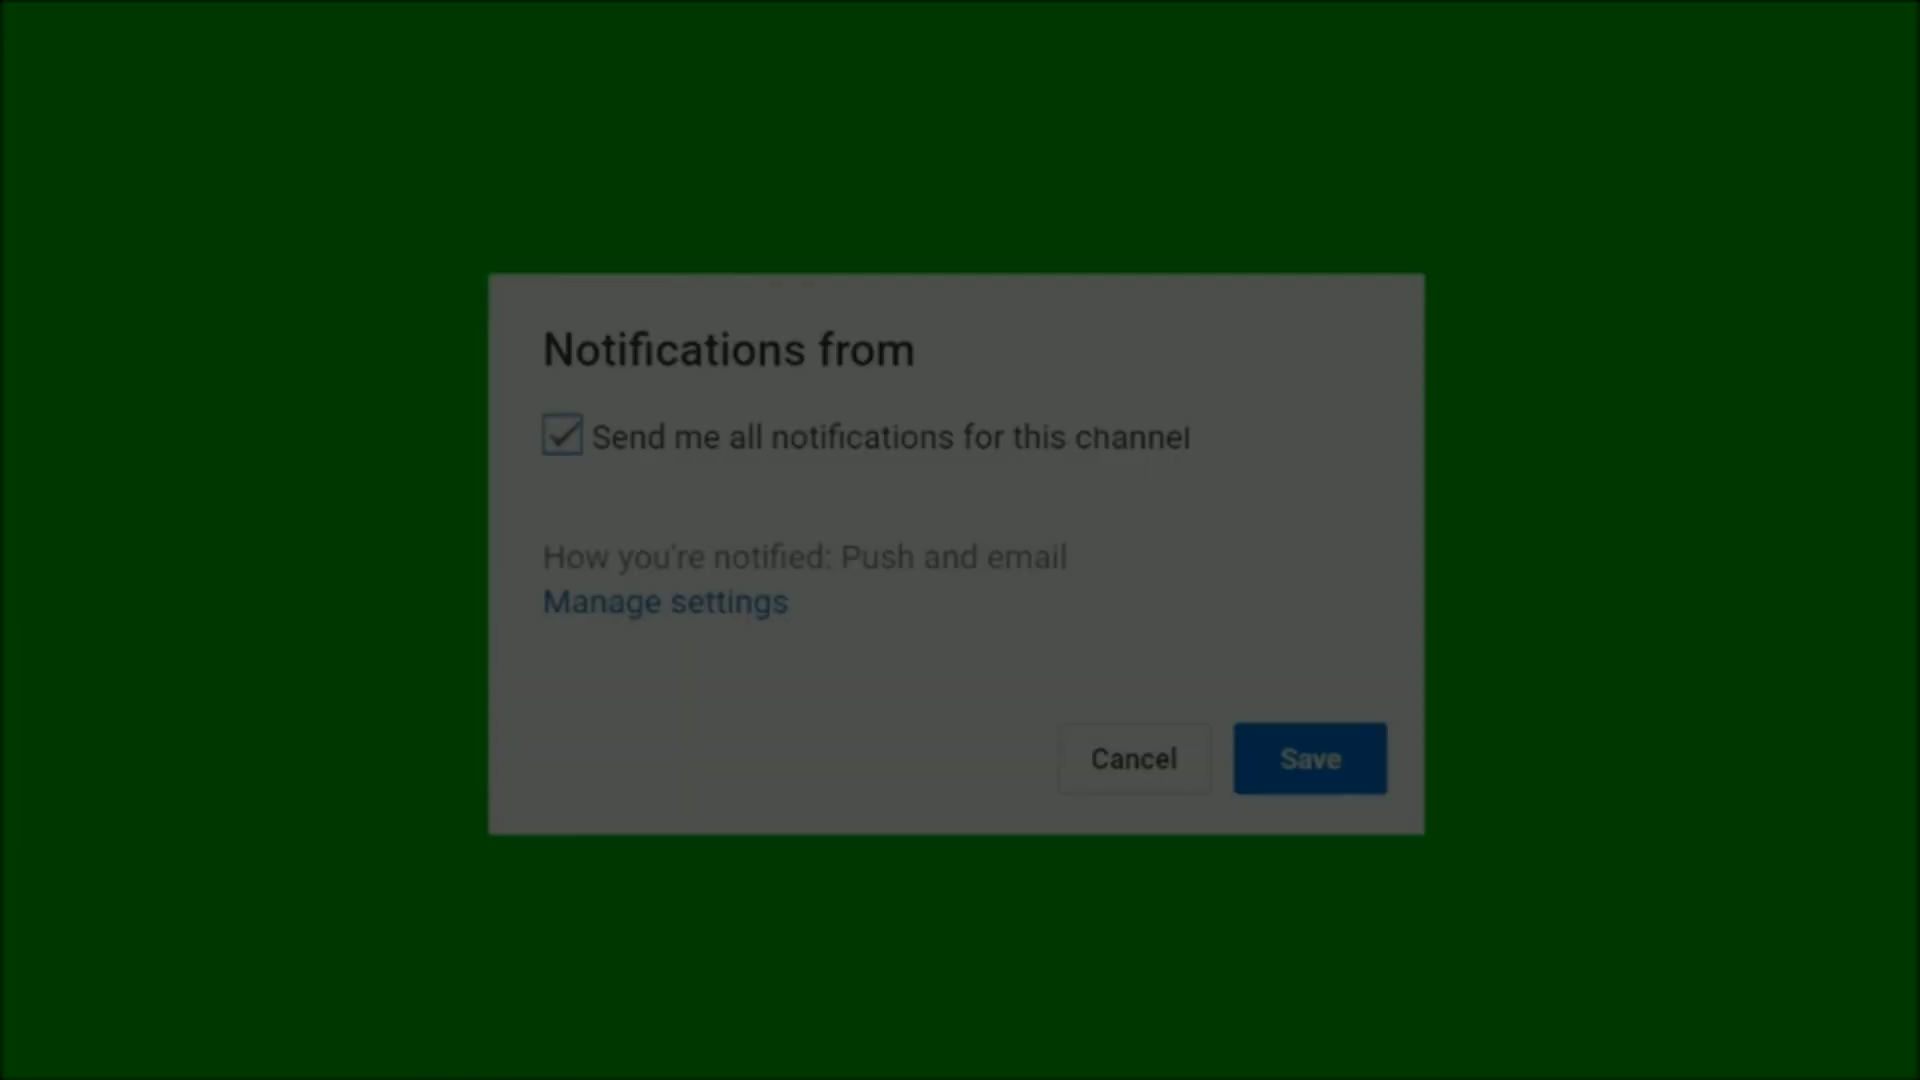 Notifications from
Send me all notifications for this channel
How you're notified: Push and email
Manage settings
Cancel Save